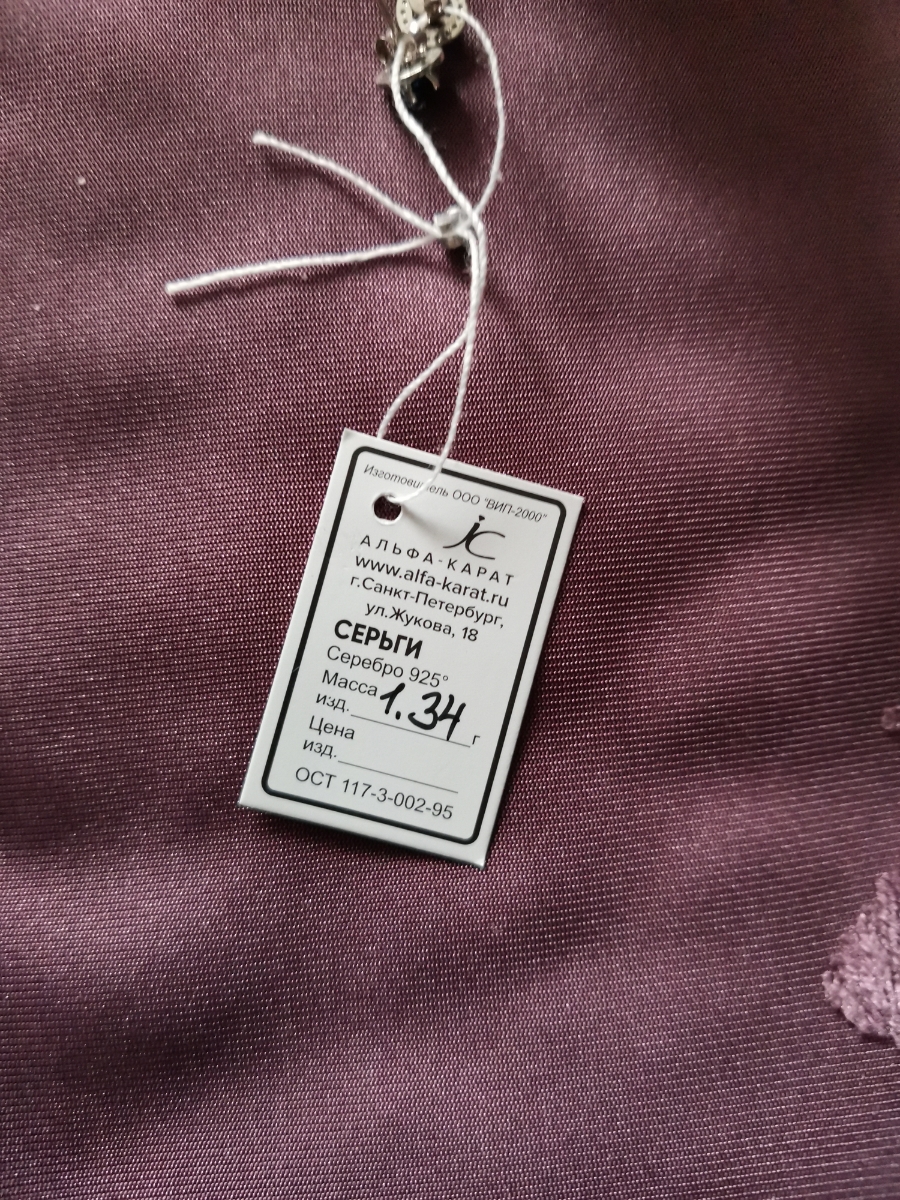 Изготовитель ООО "ВИП-2000"
jc
АЛЬФА-КАРАТ
www.alfa-karat.ru
г.Санкт-Петербург,
ул.Жукова, 18
СЕРЬГИ
Серебро 925°
Масса
изд. 1.34 г
Цена
изд.
ОСТ 117-3-002-95